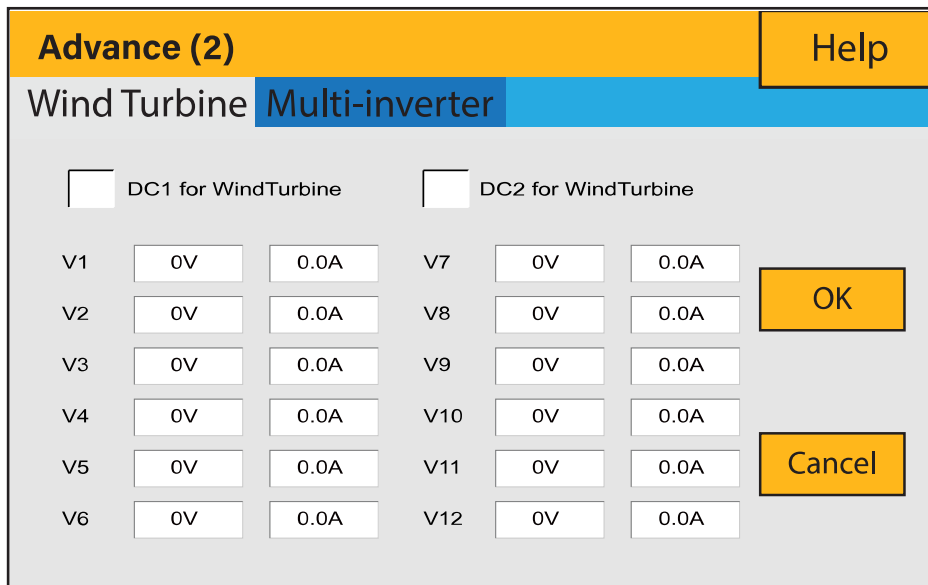 Advance (2) Help
Wind Turbine Multi-inverter
DC1 for WindTurbine DC2 for WindTurbine
V1 0V 0.0A V7 0V 0.0A
V2 0V 0.0A V8 0V 0.0A
OK
V3 0V 0.0A V9 0V 0.0A
V4 0V 0.0A V10 0V 0.0A
V5 0V 0.0A V11 0V 0.0A
Cancel
V6 0V 0.0A V12 0V 0.0A